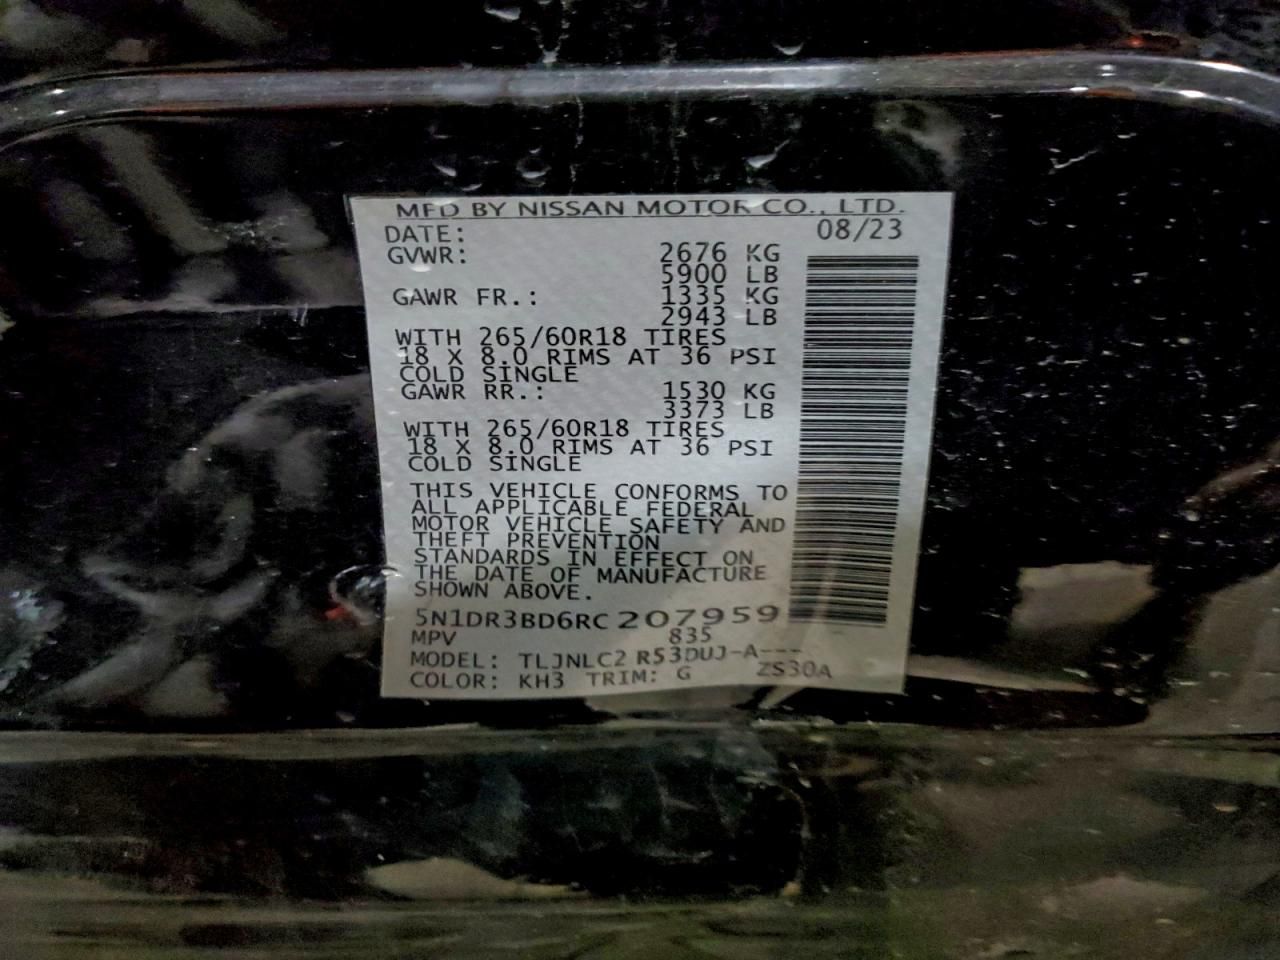 MFD BY NISSAN MOTOR CO., LTD.
DATE: 08/23
GVWR: 2676 KG
5900 LB
GAWR FR.: 1335 KG
2943 LB
WITH 265/60R18 TIRES
18 X 8.0 RIMS AT 36 PSI
COLD SINGLE
GAWR RR.: 1530 KG
3373 LB
WITH 265/60R18 TIRES
18 X 8.0 RIMS AT 36 PSI
COLD SINGLE
THIS VEHICLE CONFORMS TO
ALL APPLICABLE FEDERAL
MOTOR VEHICLE SAFETY AND
THEFT PREVENTION
STANDARDS IN EFFECT ON
THE DATE OF MANUFACTURE
SHOWN ABOVE.
5N1DR3BD6RC207959
MPV 835
MODEL: TLJNLC2 R53DUJ-A---
COLOR: KH3 TRIM: G ZS30A